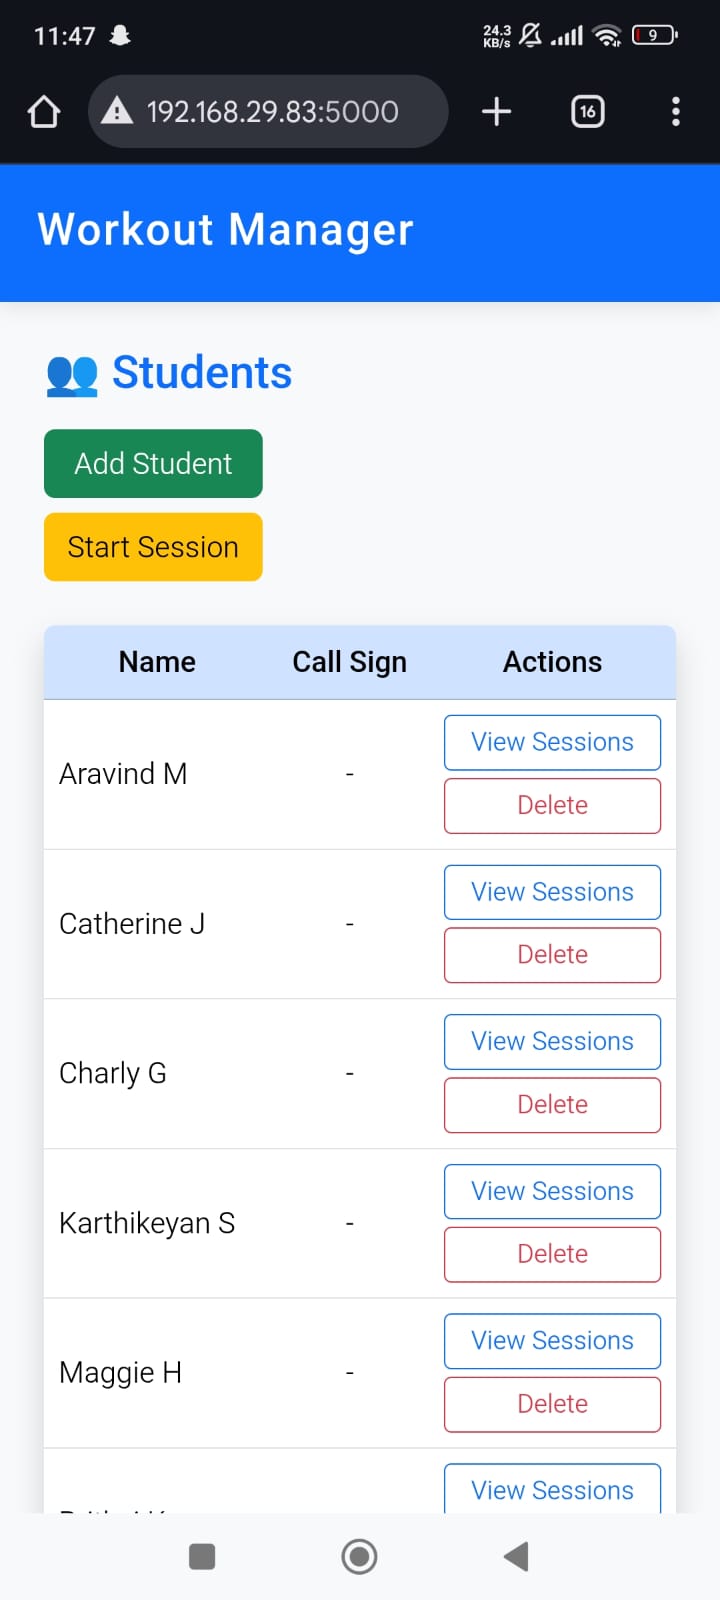 11:47
24.3
KB/s
9
192.168.29.83:5000
16
Workout Manager
Students
Add Student
Start Session
Name Call Sign Actions
Aravind M - View Sessions
Delete
Catherine J - View Sessions
Delete
Charly G - View Sessions
Delete
Karthikeyan S - View Sessions
Delete
Maggie H - View Sessions
Delete
View Sessions